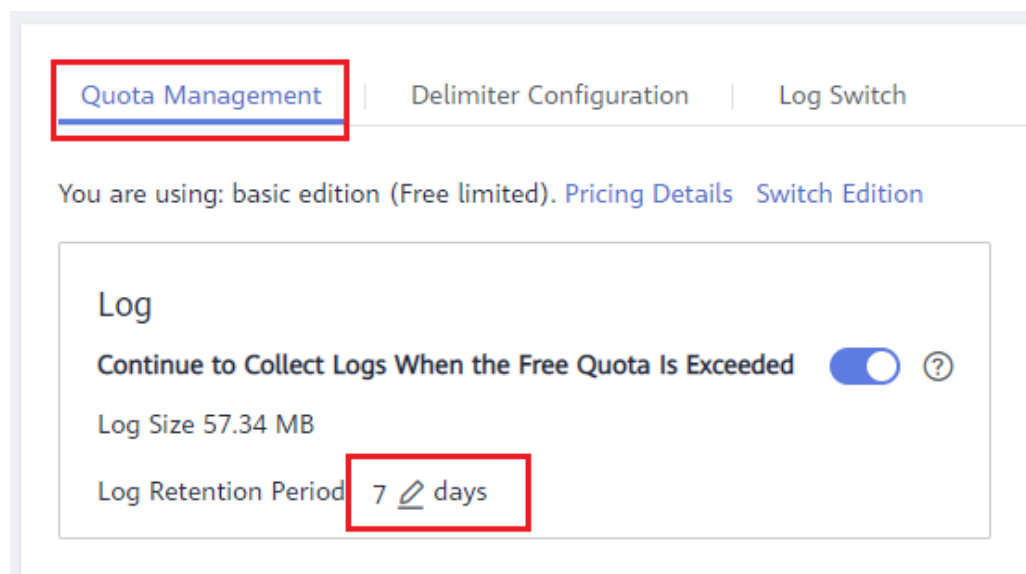 Quota Management Delimiter Configuration Log Switch
You are using: basic edition (Free limited). Pricing Details Switch Edition
Log
Continue to Collect Logs When the Free Quota Is Exceeded ?
Log Size 57.34 MB
Log Retention Period 7 days